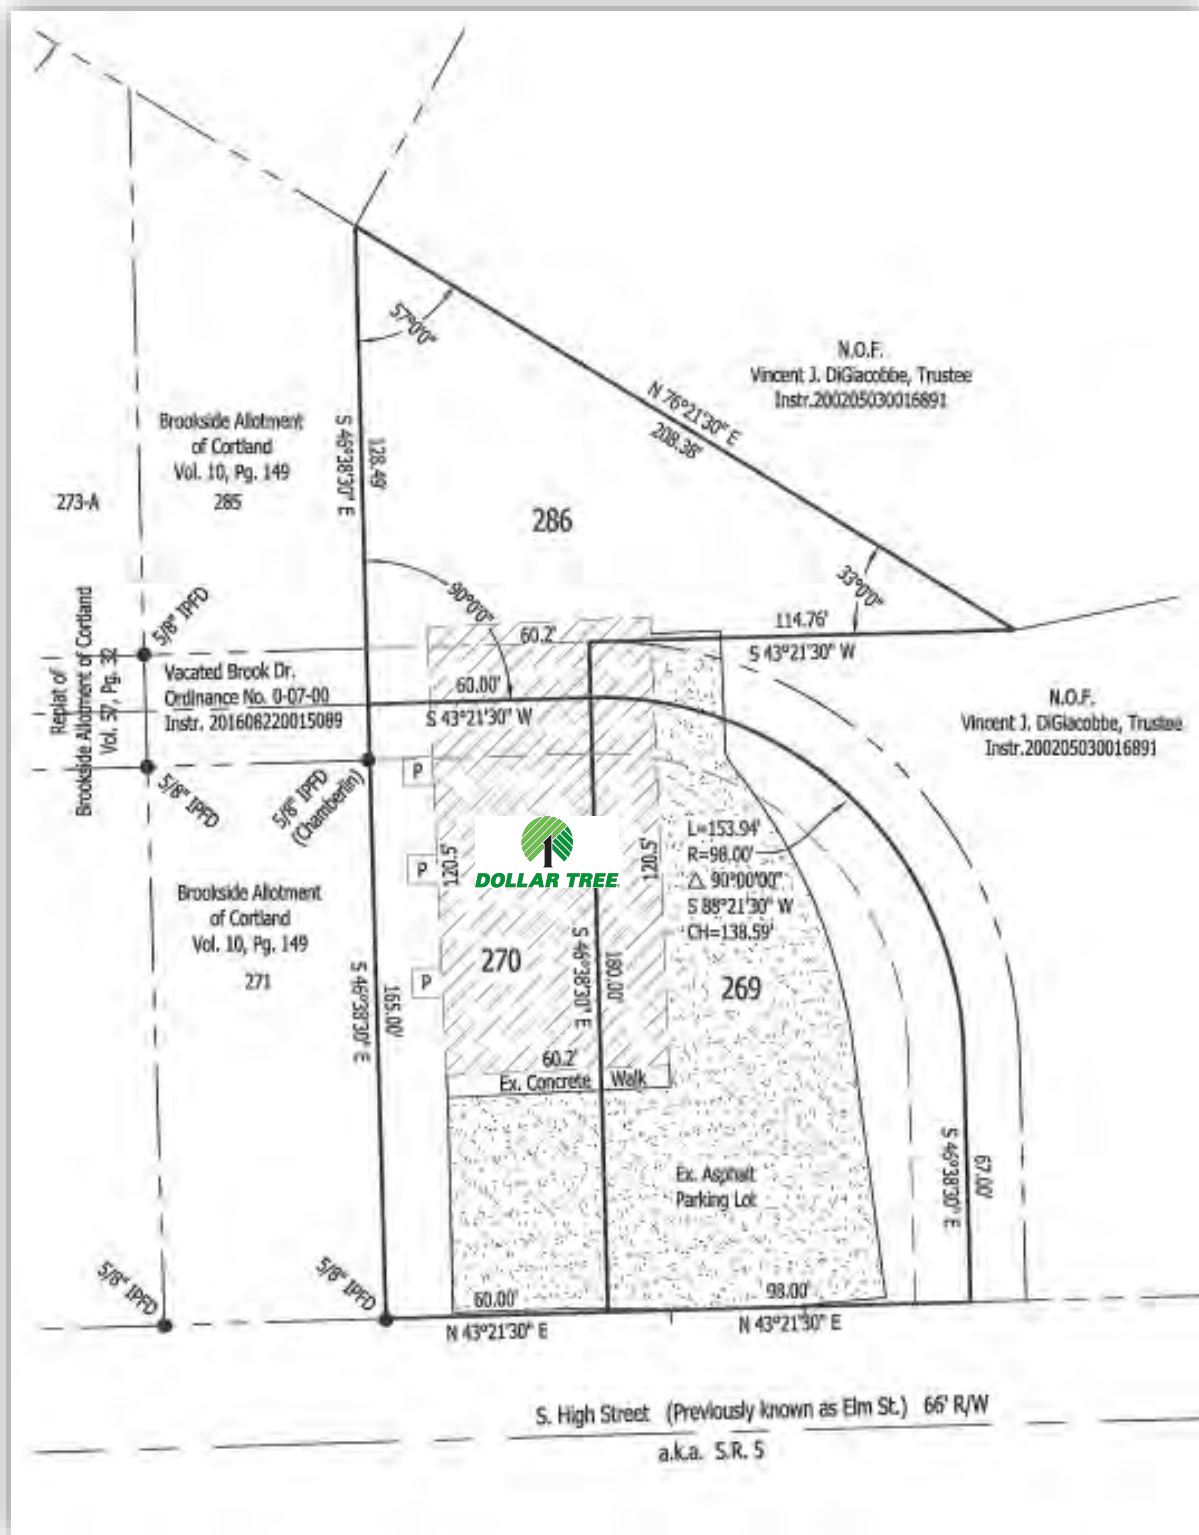 57°0'0"
N.O.F.
Vincent J. DiGiacobbe, Trustee
Instr.200205030016891
N 76°21'30" E
208.38'
Brookside Allotment
of Cortland
Vol. 10, Pg. 149
285
S 46°38'30" E
128.49'
273-A
286
33°0'0"
90°0'0"
5/8" IPFD
60.2'
114.76'
S 43°21'30" W
Replat of
Brookside Allotment of Cortland
Vol. 57, Pg. 32
Vacated Brook Dr.
Ordinance No. 0-07-00
Instr. 201608220015089
60.00'
S 43°21'30" W
N.O.F.
Vincent J. DiGiacobbe, Trustee
Instr.200205030016891
5/8" IPFD
5/8" IPFD
(Chamberlin)
P
P
P
120.5'
DOLLAR TREE
120.5'
L=153.94'
R=98.00'
△ 90°00'00"
S 88°21'30" W
CH=138.59'
Brookside Allotment
of Cortland
Vol. 10, Pg. 149
271
S 46°38'30" E
165.00'
270
S 46°38'30" E
180.00'
269
60.2'
Ex. Concrete Walk
Ex. Asphalt
Parking Lot
S 46°38'30" E
67.00'
5/8" IPFD
5/8" IPFD
60.00'
98.00'
N 43°21'30" E
N 43°21'30" E
S. High Street (Previously known as Elm St.) 66' R/W
a.k.a. S.R. 5